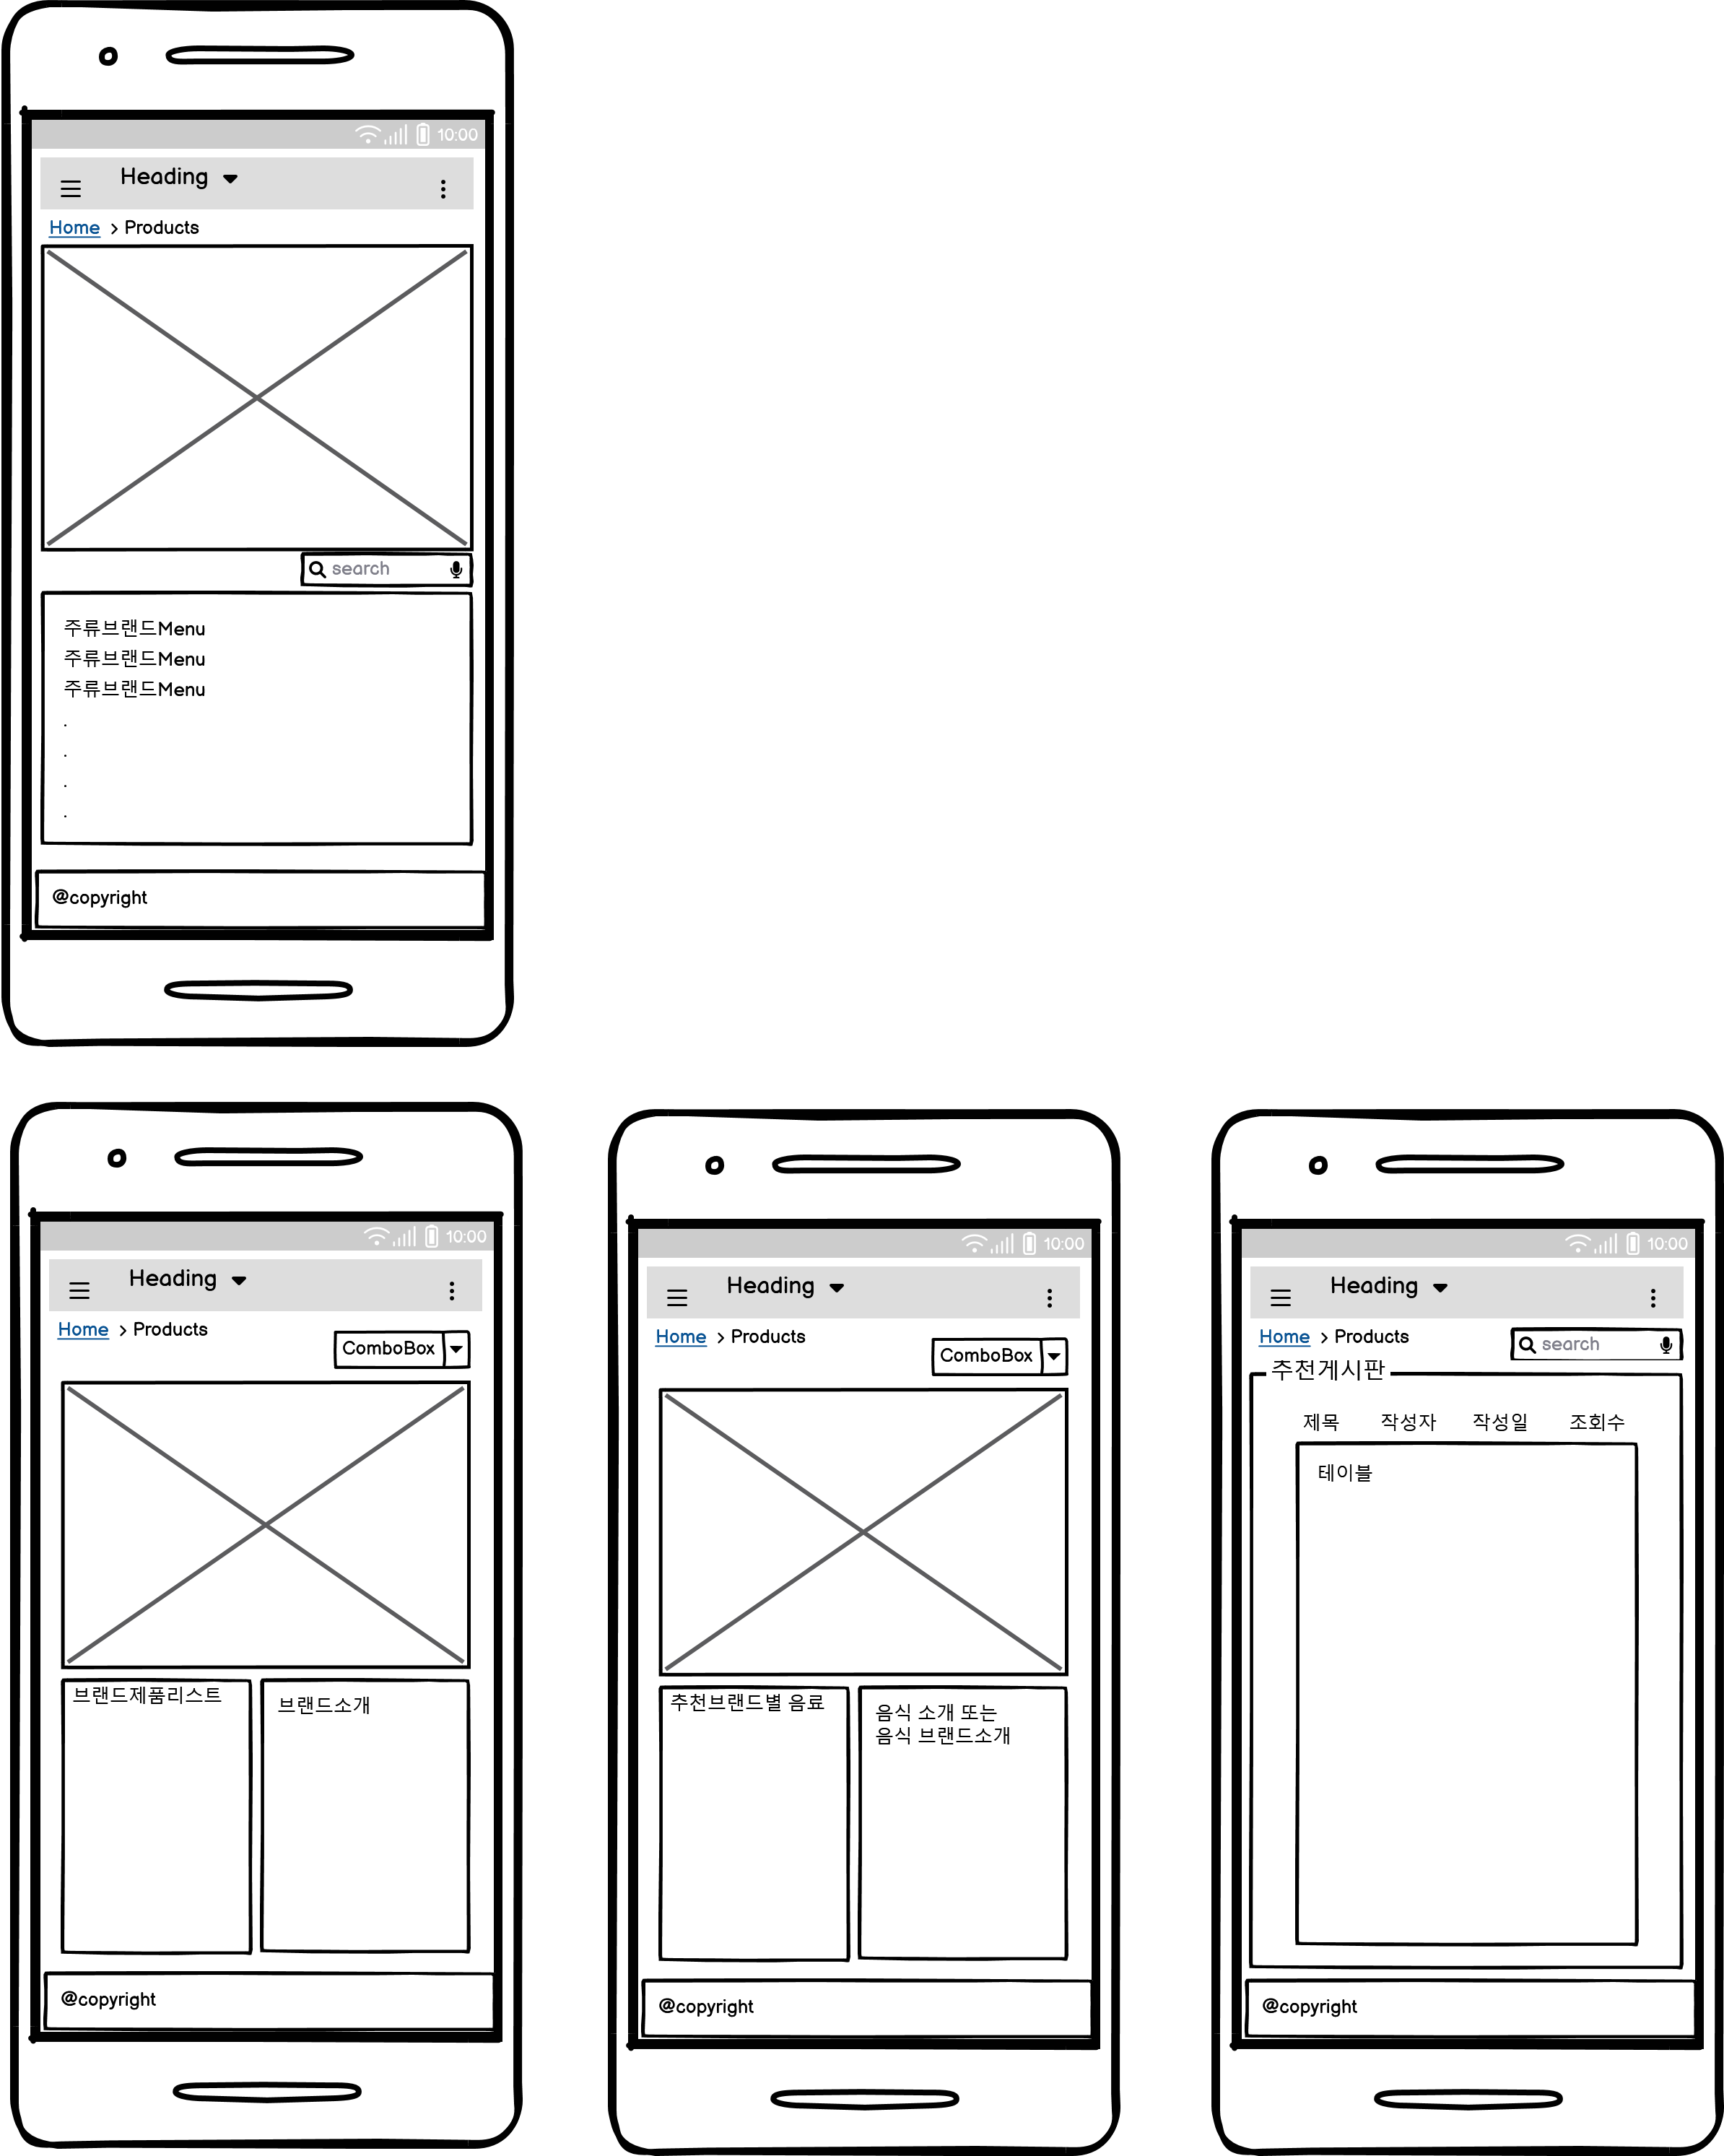 10:00
Heading
Home > Products
search
주류브랜드Menu
주류브랜드Menu
주류브랜드Menu
.
.
.
.
@copyright
10:00
Heading
Home > Products
ComboBox
브랜드제품리스트
브랜드소개
@copyright
10:00
Heading
Home > Products
ComboBox
추천브랜드별 음료
음식 소개 또는
음식 브랜드소개
@copyright
10:00
Heading
Home > Products
search
추천게시판
제목 작성자 작성일 조회수
테이블
@copyright